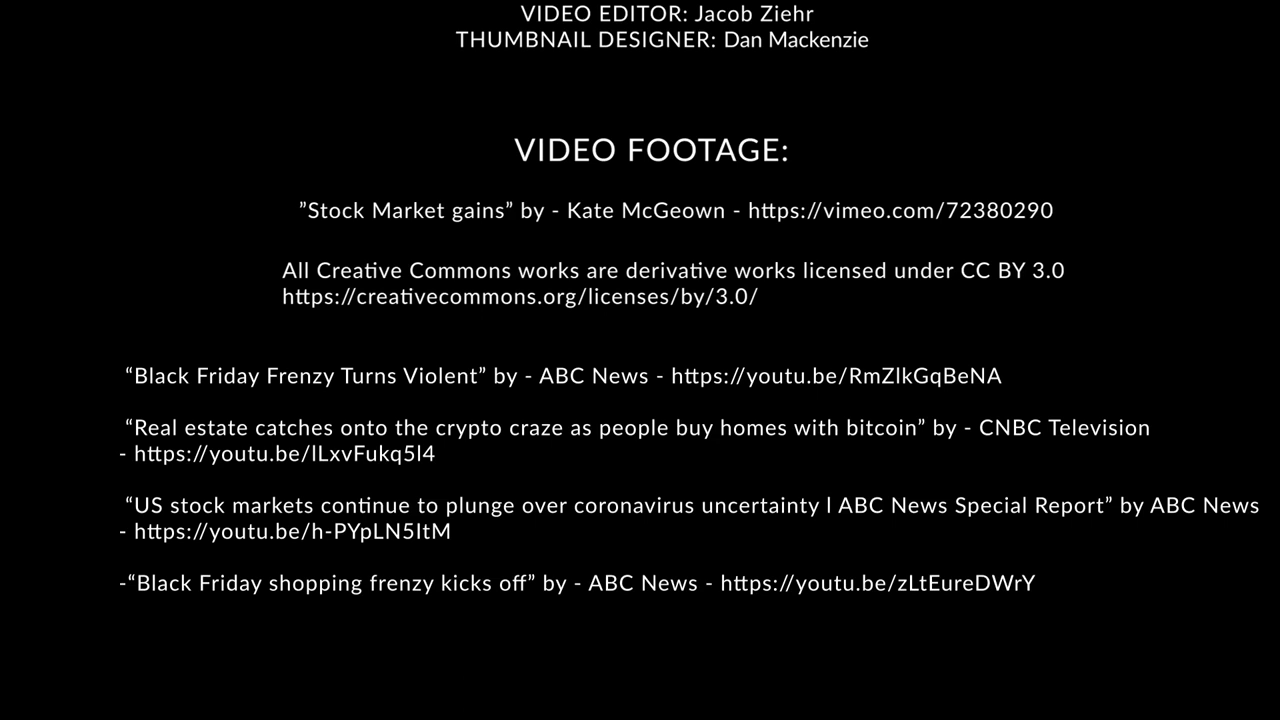 VIDEO EDITOR: Jacob Ziehr
THUMBNAIL DESIGNER: Dan Mackenzie
VIDEO FOOTAGE:
”Stock Market gains” by - Kate McGeown - https://vimeo.com/72380290
All Creative Commons works are derivative works licensed under CC BY 3.0
https://creativecommons.org/licenses/by/3.0/
“Black Friday Frenzy Turns Violent” by - ABC News - https://youtu.be/RmZlkGqBeNA
“Real estate catches onto the crypto craze as people buy homes with bitcoin” by - CNBC Television
- https://youtu.be/lLxvFukq5I4
“US stock markets continue to plunge over coronavirus uncertainty l ABC News Special Report” by ABC News
- https://youtu.be/h-PYpLN5ItM
-“Black Friday shopping frenzy kicks off” by - ABC News - https://youtu.be/zLtEureDWrY